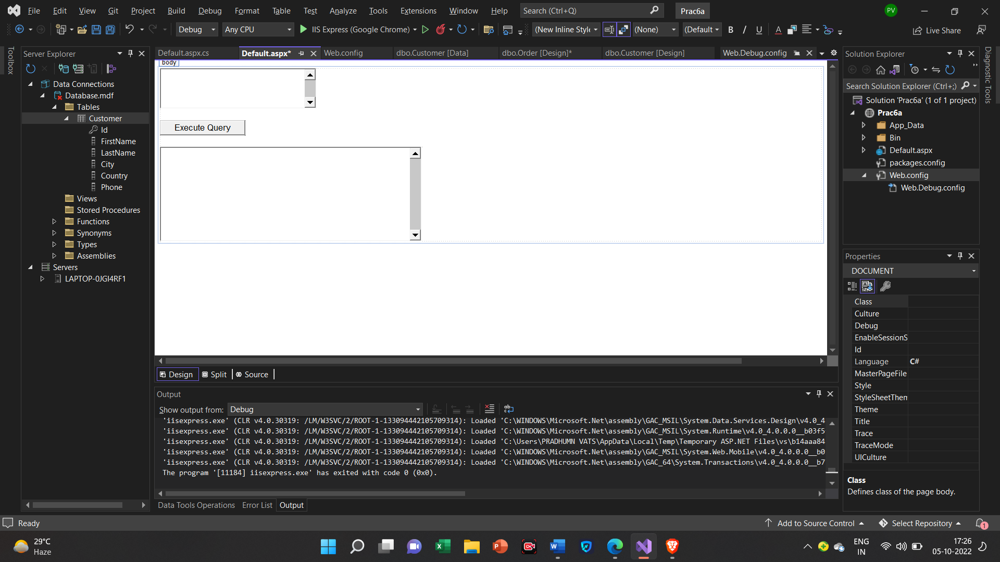 File Edit View Git Project Build Debug Format Table Test Analyze Tools Extensions Window Help Search (Ctrl+Q) Prac6a PV
Debug Any CPU IIS Express (Google Chrome) (New Inline Style (None) (Default B I U A Live Share
Toolbox
Server Explorer
Data Connections
Database.mdf
Tables
Customer
Id
FirstName
LastName
City
Country
Phone
Views
Stored Procedures
Functions
Synonyms
Types
Assemblies
Servers
LAPTOP-0JGI4RF1
Default.aspx.cs Default.aspx* Web.config dbo.Customer [Data] dbo.Order [Design]* dbo.Customer [Design] Web.Debug.config
body
Execute Query
Design Split Source
Output
Show output from: Debug
'iisexpress.exe' (CLR v4.0.30319: /LM/W3SVC/2/ROOT-1-133094442105709314): Loaded 'C:\WINDOWS\Microsoft.Net\assembly\GAC_MSIL\System.Data.Services.Design\v4.0_4
'iisexpress.exe' (CLR v4.0.30319: /LM/W3SVC/2/ROOT-1-133094442105709314): Loaded 'C:\WINDOWS\Microsoft.Net\assembly\GAC_MSIL\System.Runtime\v4.0_4.0.0.0__b03f5
'iisexpress.exe' (CLR v4.0.30319: /LM/W3SVC/2/ROOT-1-133094442105709314): Loaded 'C:\Users\PRADHUMN VATS\AppData\Local\Temp\Temporary ASP.NET Files\vs\b14aaa84
'iisexpress.exe' (CLR v4.0.30319: /LM/W3SVC/2/ROOT-1-133094442105709314): Loaded 'C:\WINDOWS\Microsoft.Net\assembly\GAC_MSIL\System.Web.Mobile\v4.0_4.0.0.0__b0
'iisexpress.exe' (CLR v4.0.30319: /LM/W3SVC/2/ROOT-1-133094442105709314): Loaded 'C:\WINDOWS\Microsoft.Net\assembly\GAC_64\System.Transactions\v4.0_4.0.0.0__b7
The program '[11184] iisexpress.exe' has exited with code 0 (0x0).
Data Tools Operations Error List Output
Solution Explorer
Search Solution Explorer (Ctrl+;)
Solution 'Prac6a' (1 of 1 project)
Prac6a
App_Data
Bin
Default.aspx
packages.config
Web.config
Web.Debug.config
Properties
DOCUMENT
Class
Culture
Debug
EnableSessionS
Id
Language C#
MasterPageFile
Style
StyleSheetThem
Theme
Title
Trace
TraceMode
UICulture
Class
Defines class of the page body.
Diagnostic Tools
Ready Add to Source Control Select Repository 1
29°C
Haze
ENG
IN
17:26
05-10-2022